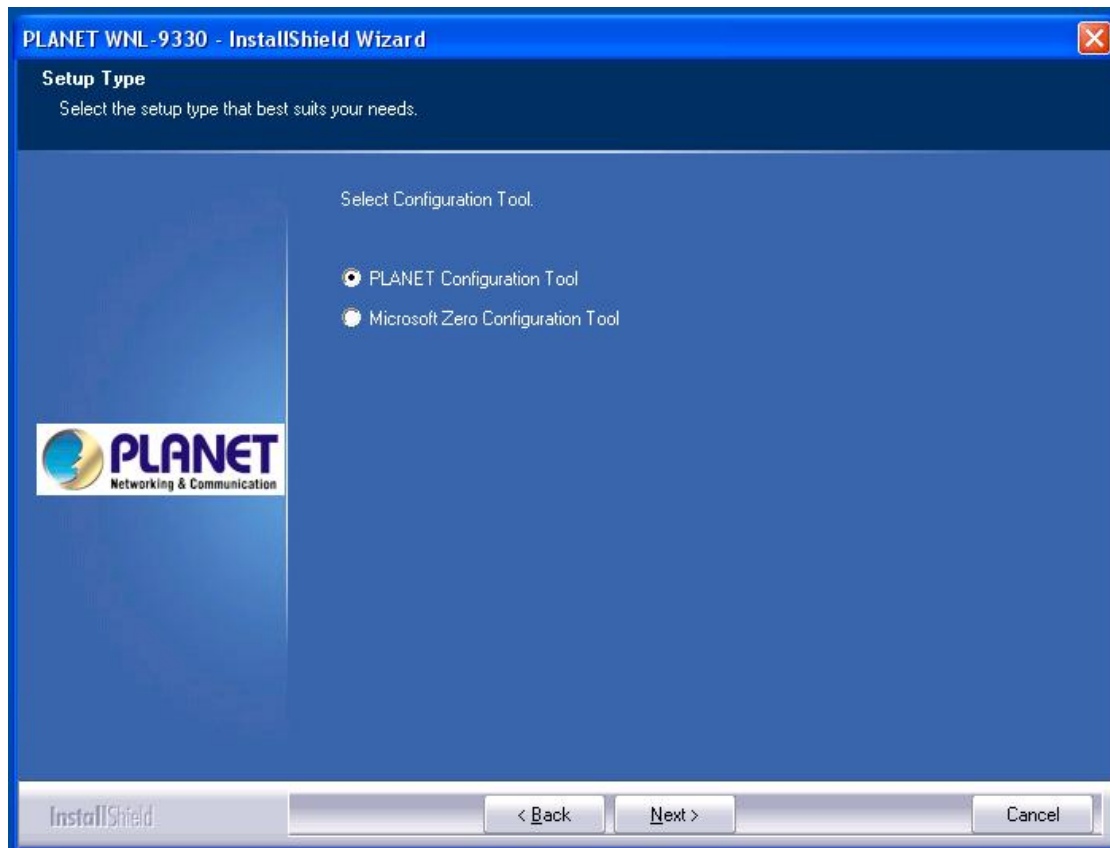 PLANET WNL-9330 - InstallShield Wizard
Setup Type
Select the setup type that best suits your needs.
Select Configuration Tool.
PLANET Configuration Tool
Microsoft Zero Configuration Tool
PLANET
Networking & Communication
InstallShield
< Back
Next >
Cancel